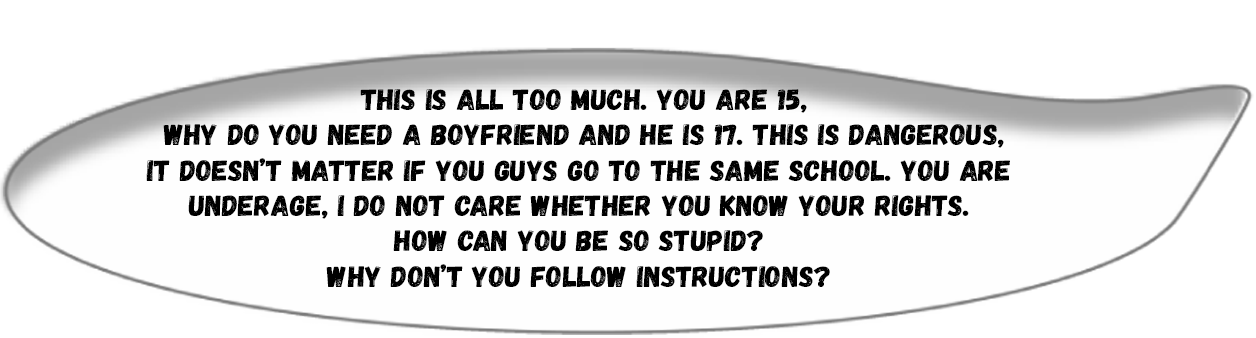 THIS IS ALL TOO MUCH. YOU ARE 15,
WHY DO YOU NEED A BOYFRIEND AND HE IS 17. THIS IS DANGEROUS,
IT DOESN'T MATTER IF YOU GUYS GO TO THE SAME SCHOOL. YOU ARE
UNDERAGE, I DO NOT CARE WHETHER YOU KNOW YOUR RIGHTS.
HOW CAN YOU BE SO STUPID?
WHY DON'T YOU FOLLOW INSTRUCTIONS?